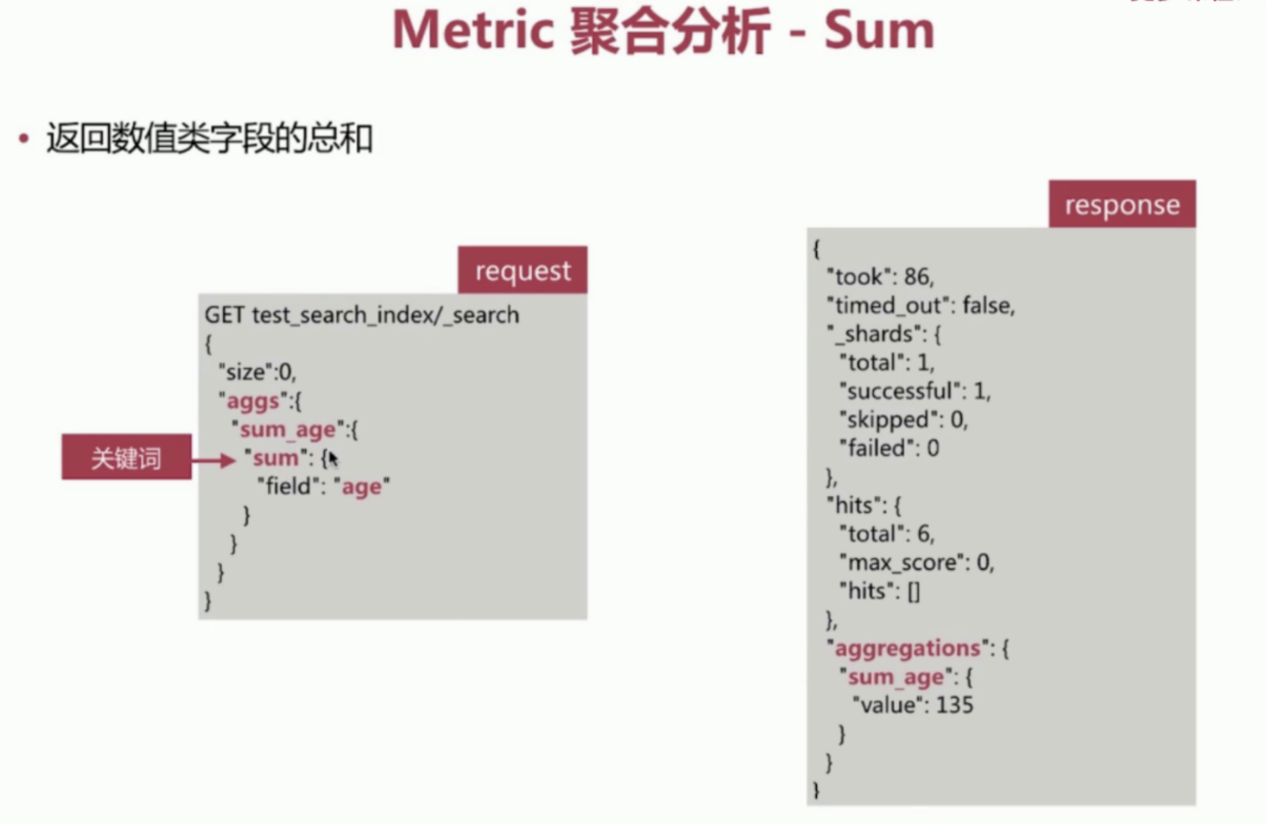 Metric 聚合分析 - Sum
• 返回数值类字段的总和
request
GET test_search_index/_search
{
"size":0,
"aggs":{
"sum_age":{
"sum": {
"field": "age"
}
}
}
}
关键词
response
{
"took": 86,
"timed_out": false,
"_shards": {
"total": 1,
"successful": 1,
"skipped": 0,
"failed": 0
},
"hits": {
"total": 6,
"max_score": 0,
"hits": []
},
"aggregations": {
"sum_age": {
"value": 135
}
}
}